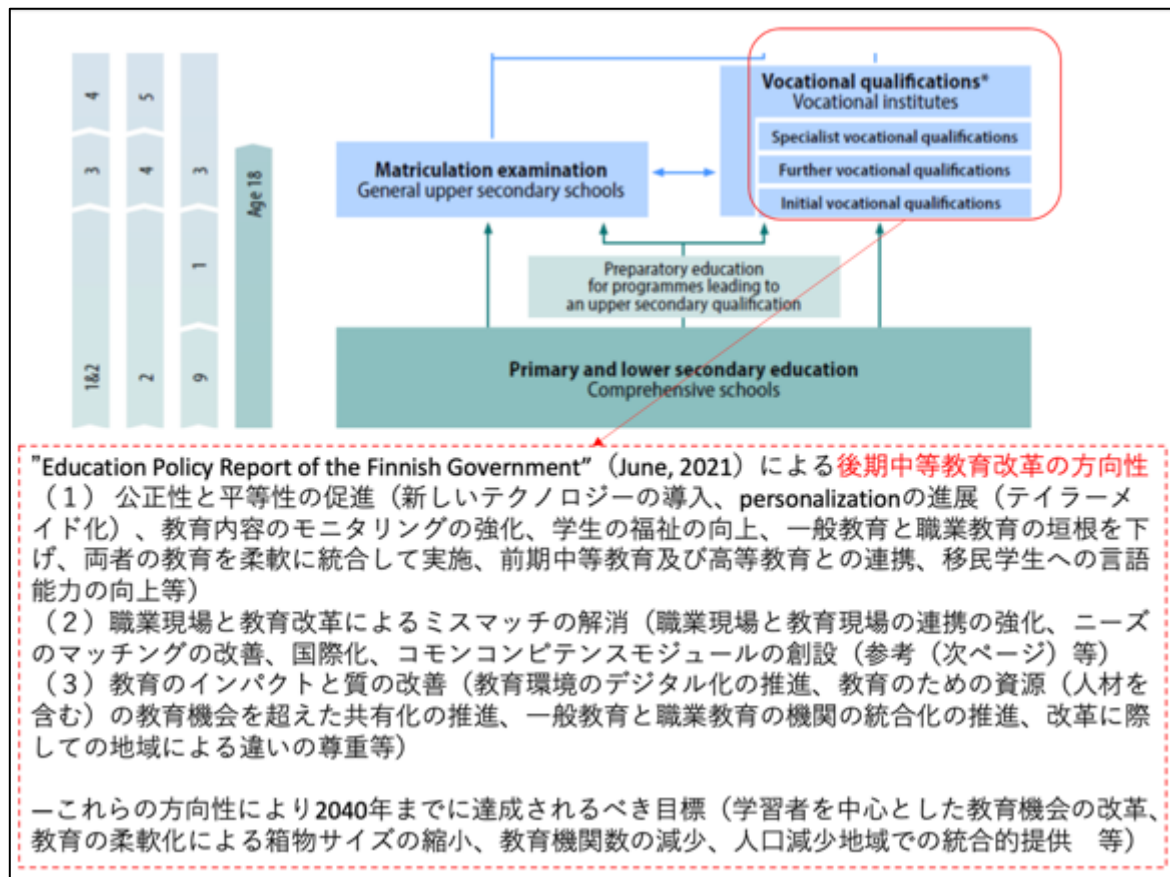 4
3
1&2
5
4
2
3
1
9
Age 18
Matriculation examination
General upper secondary schools
Vocational qualifications*
Vocational institutes
Specialist vocational qualifications
Further vocational qualifications
Initial vocational qualifications
Preparatory education
for programmes leading to
an upper secondary qualification
Primary and lower secondary education
Comprehensive schools
"Education Policy Report of the Finnish Government"（June, 2021）による後期中等教育改革の方向性
（1） 公正性と平等性の促進（新しいテクノロジーの導入、personalizationの進展（テイラーメ
イド化）、教育内容のモニタリングの強化、学生の福祉の向上、一般教育と職業教育の垣根を下
げ、両者の教育を柔軟に統合して実施、前期中等教育及び高等教育との連携、移民学生への言語
能力の向上等）
（2）職業現場と教育改革によるミスマッチの解消（職業現場と教育現場の連携の強化、ニーズ
のマッチングの改善、国際化、コモンコンピテンスモジュールの創設（参考（次ページ）等）
（3）教育のインパクトと質の改善（教育環境のデジタル化の推進、教育のための資源（人材を
含む）の教育機会を超えた共有化の推進、一般教育と職業教育の機関の統合化の推進、改革に際
しての地域による違いの尊重等）
―これらの方向性により2040年までに達成されるべき目標（学習者を中心とした教育機会の改革、
教育の柔軟化による箱物サイズの縮小、教育機関数の減少、人口減少地域での統合的提供　等）